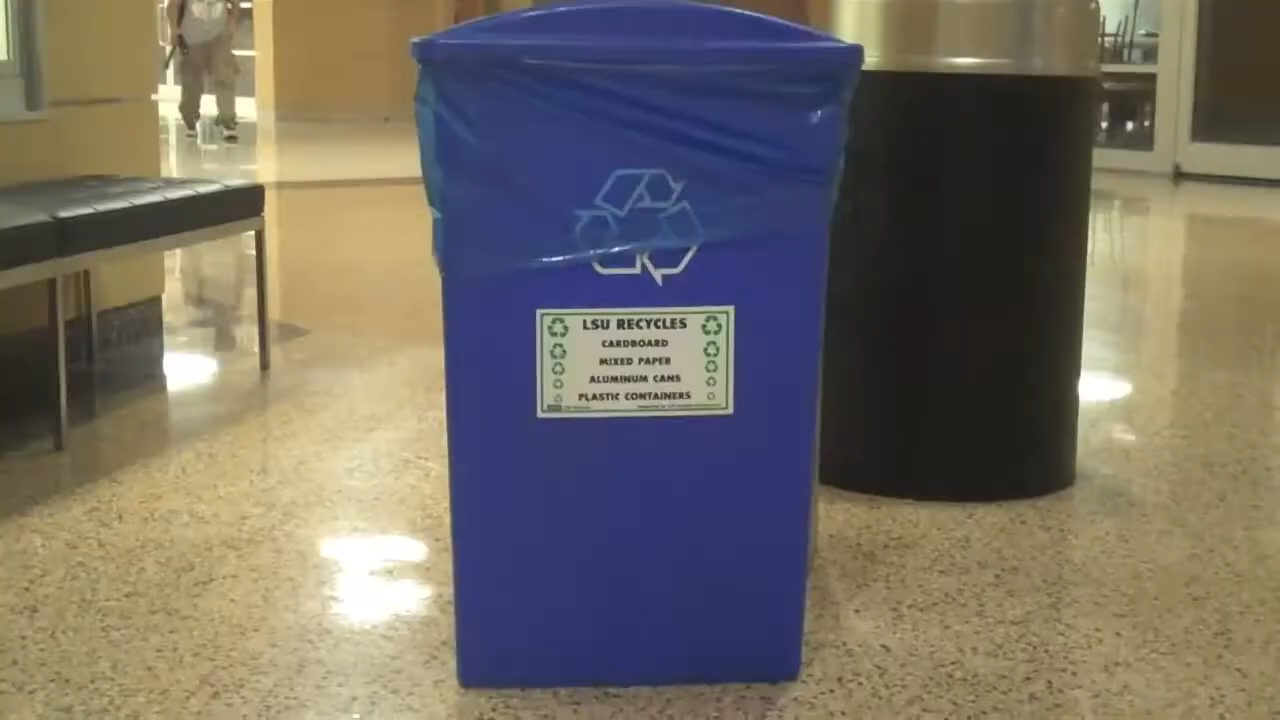 LSU RECYCLES
CARDBOARD
MIXED PAPER
ALUMINUM CANS
PLASTIC CONTAINERS